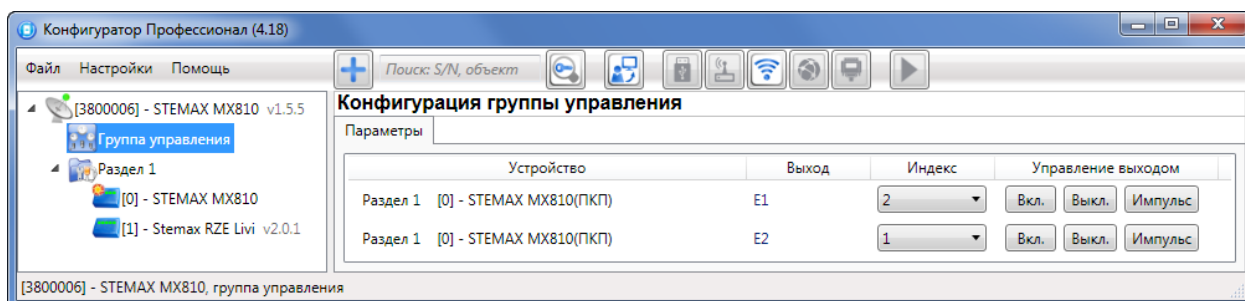 Конфигуратор Профессионал (4.18)
Файл Настройки Помощь
Поиск: S/N, объект
[3800006] - STEMAX MX810 v1.5.5
Группа управления
Раздел 1
[0] - STEMAX MX810
[1] - Stemax RZE Livi v2.0.1
Конфигурация группы управления
Параметры
Устройство Выход Индекс Управление выходом
Раздел 1 [0] - STEMAX MX810(ПКП) E1 2 Вкл. Выкл. Импульс
Раздел 1 [0] - STEMAX MX810(ПКП) E2 1 Вкл. Выкл. Импульс
[3800006] - STEMAX MX810, группа управления